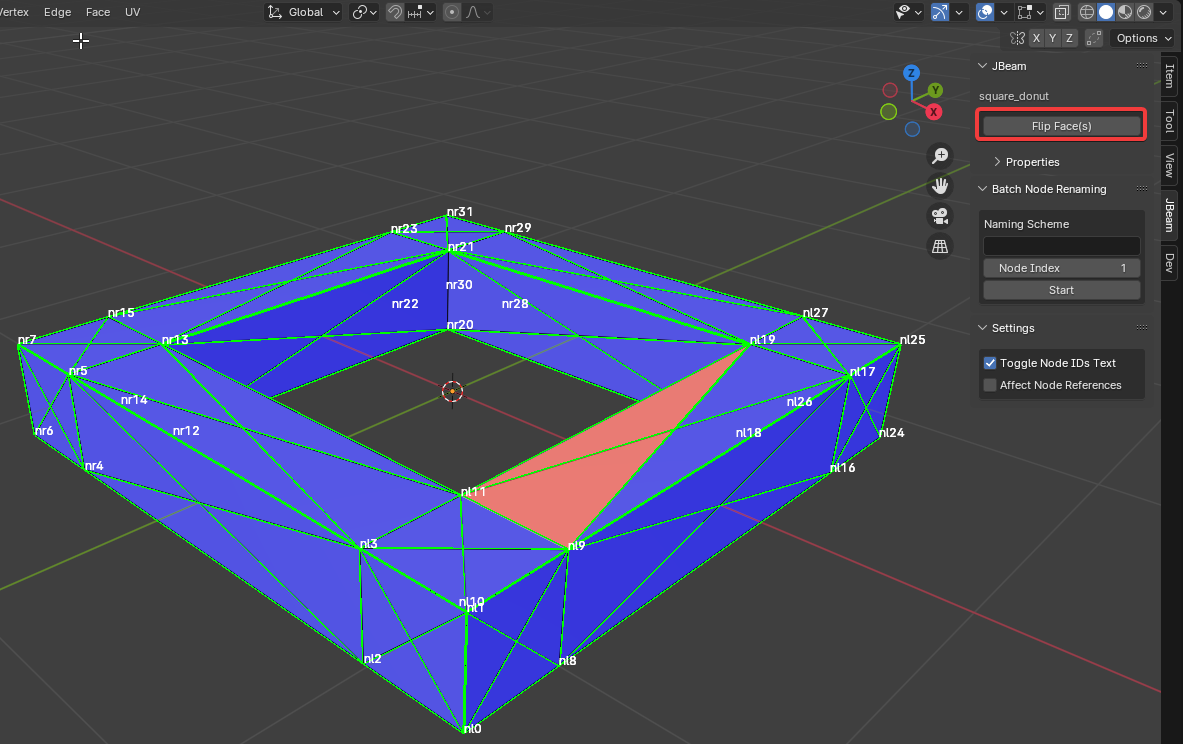 Vertex Edge Face UV Global
X Y Z Options
JBeam
square_donut
Flip Face(s)
Properties
Batch Node Renaming
Naming Scheme
Node Index 1
Start
Settings
Toggle Node IDs Text
Affect Node References
Item
Tool
View
JBeam
Dev
Z
Y
X
nr31
nr23
nr29
nr21
nr30
nr22
nr28
nr15
nr20
nl27
nr7
nr13
nl19
nl25
nr5
nl17
nr14
nl26
nr6
nr12
nl18
nl24
nr4
nl16
nl11
nl3
nl9
nl10
nl1
nl2
nl8
nl0